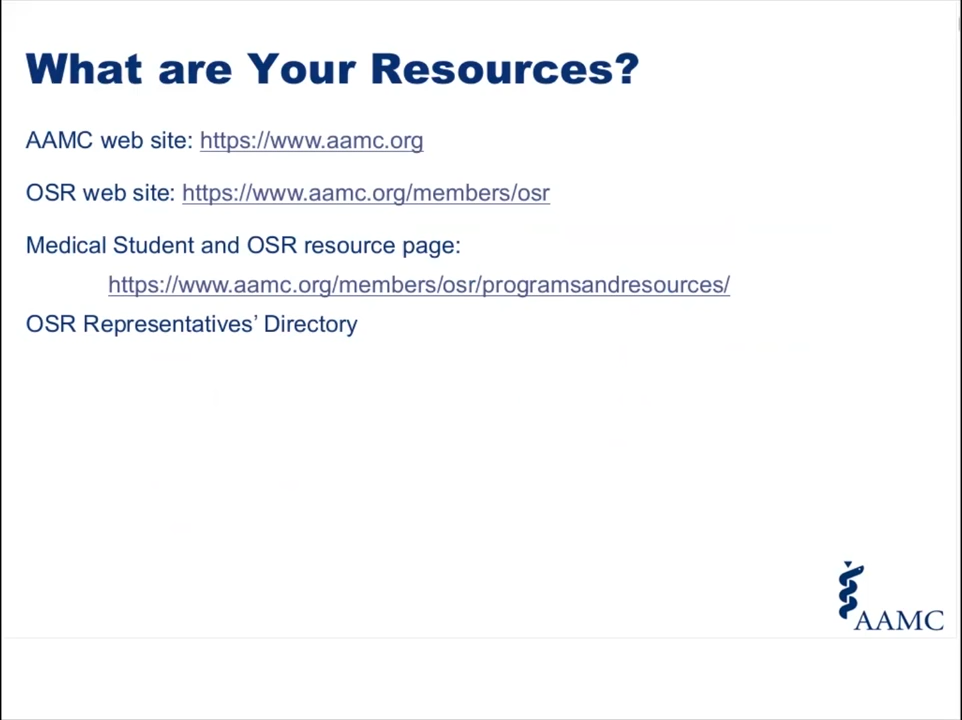 What are Your Resources?
AAMC web site: https://www.aamc.org
OSR web site: https://www.aamc.org/members/osr
Medical Student and OSR resource page:
https://www.aamc.org/members/osr/programsandresources/
OSR Representatives’ Directory
AAMC